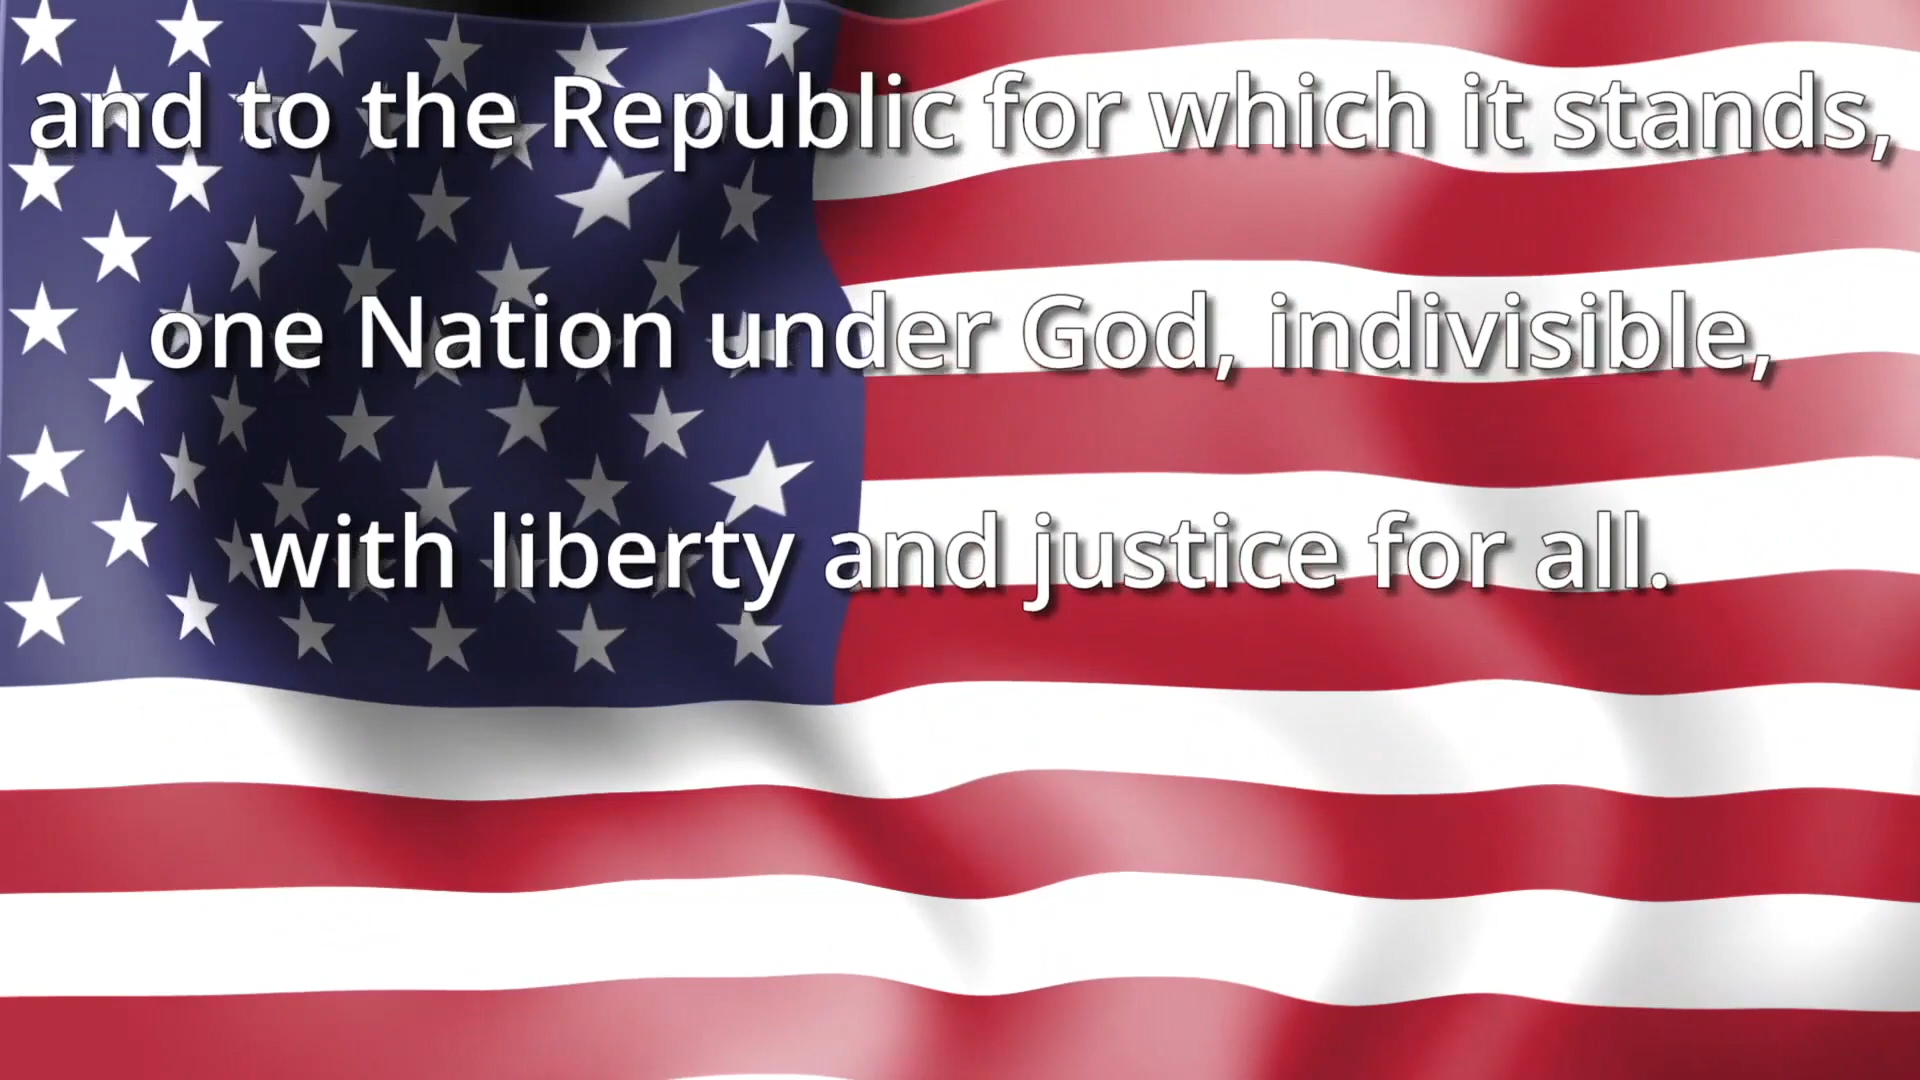 and to the Republic for which it stands,
one Nation under God, indivisible,
with liberty and justice for all.